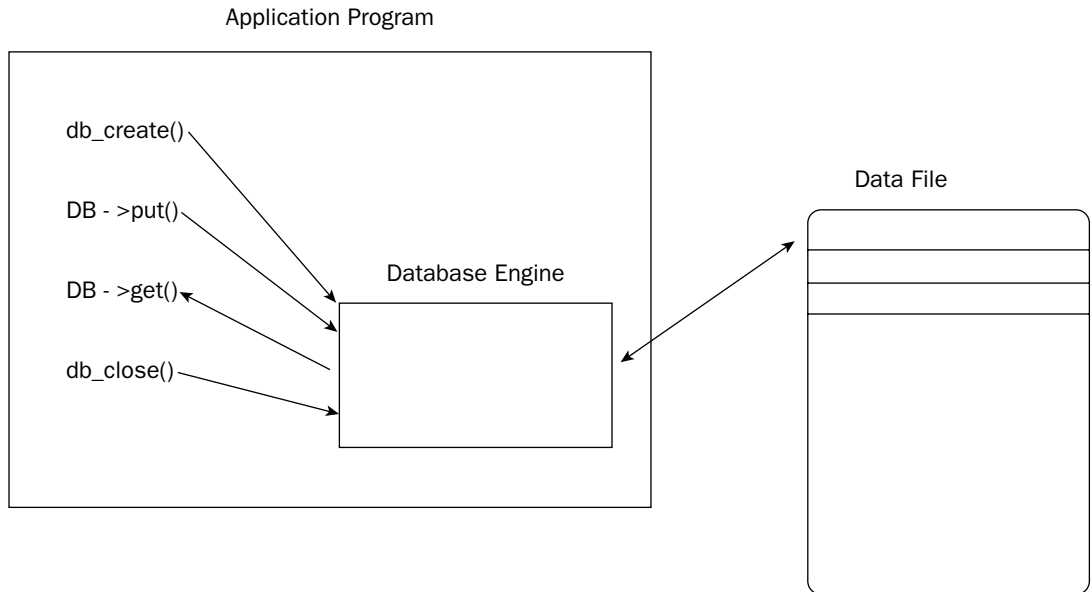 Application Program
db_create()
DB - >put()
DB - >get()
db_close()
Database Engine
Data File